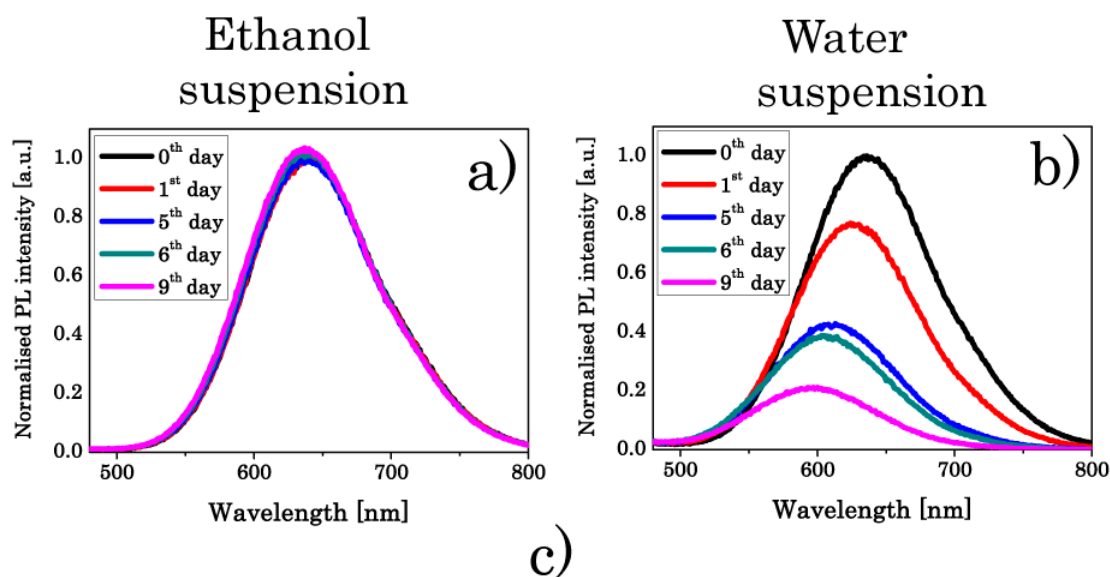 Ethanol
suspension
Water
suspension
a)
0th day
1st day
5th day
6th day
9th day
Normalised PL intensity [a.u.]
1.0
0.8
0.6
0.4
0.2
0.0
500
600
700
800
Wavelength [nm]
b)
0th day
1st day
5th day
6th day
9th day
Normalised PL intensity [a.u.]
1.0
0.8
0.6
0.4
0.2
0.0
500
600
700
800
Wavelength [nm]
c)